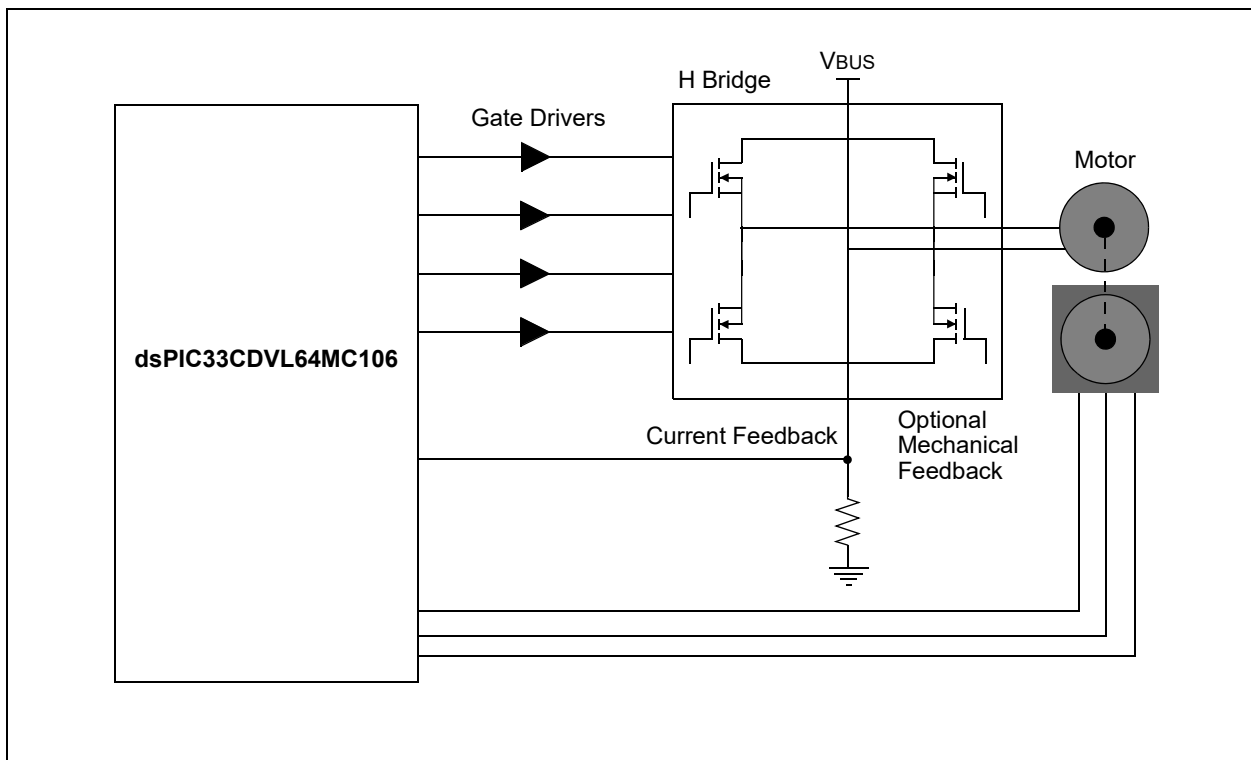 VBUS
H Bridge
Gate Drivers
Motor
dsPIC33CDVL64MC106
Current Feedback
Optional
Mechanical
Feedback